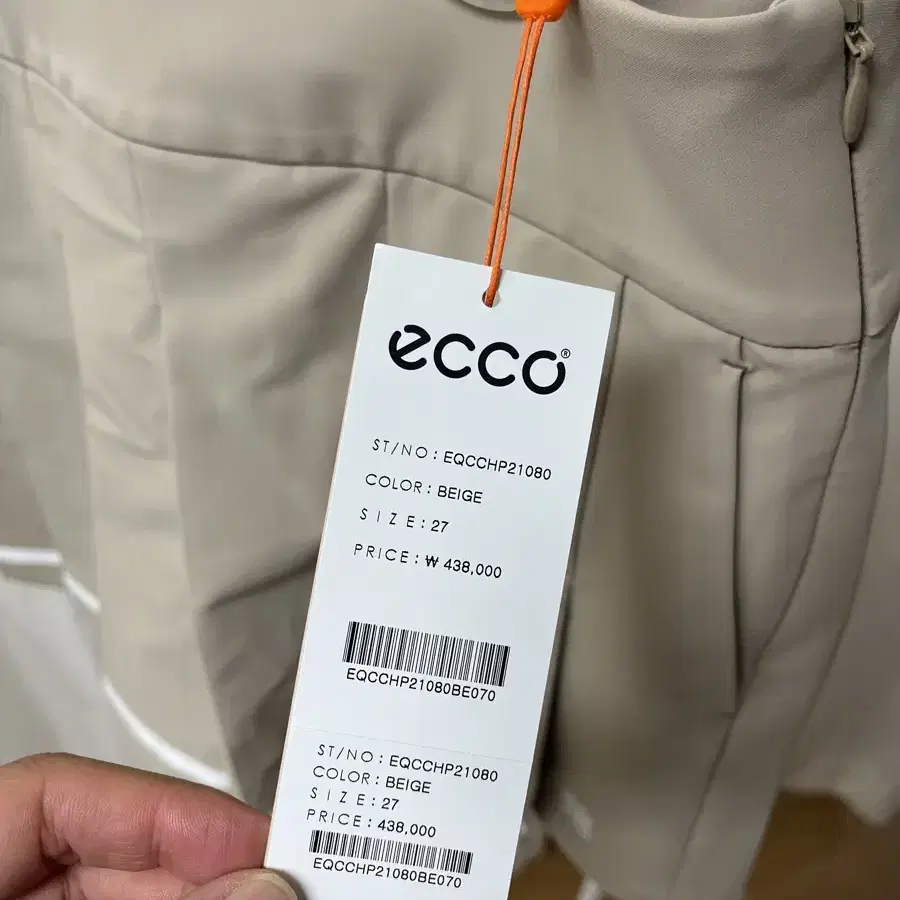 ecco®
ST/NO : EQCCHP21080
COLOR : BEIGE
SIZE : 27
PRICE : ₩ 438,000
EQCCHP21080BE070
ST/NO : EQCCHP21080
COLOR : BEIGE
SIZE : 27
PRICE : 438,000
EQCCHP21080BE070